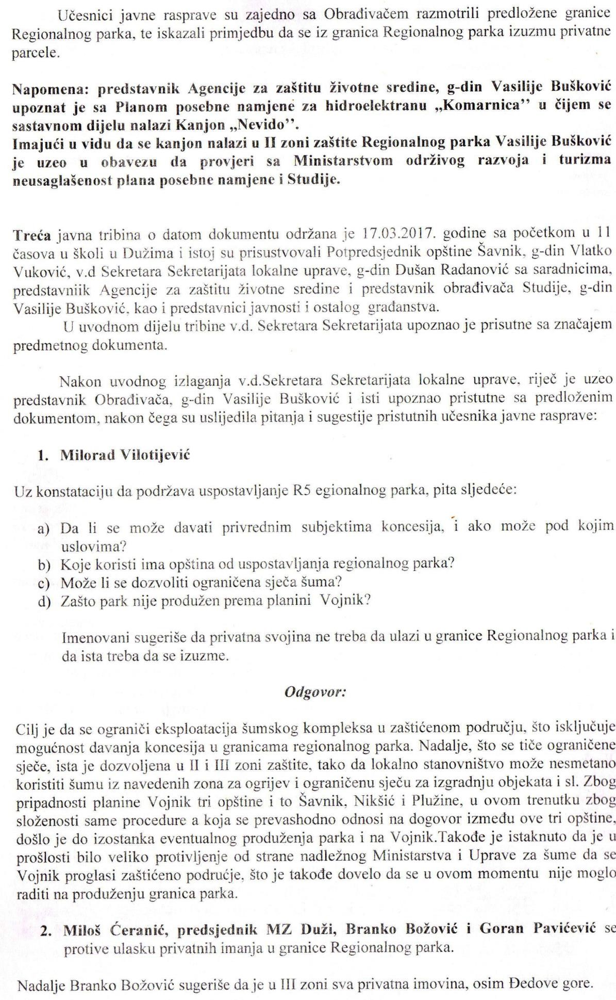 Učesnici javne rasprave su zajedno sa Obrađivačem razmotrili predložene granice
Regionalnog parka, te iskazali primjedbu da se iz granica Regionalnog parka izuzmu privatne
parcele.
Napomena: predstavnik Agencije za zaštitu životne sredine, g-din Vasilije Bušković
upoznat je sa Planom posebne namjene za hidroelektranu „Komarnica’’ u čijem se
sastavnom dijelu nalazi Kanjon „Nevido’’.
Imajući u vidu da se kanjon nalazi u II zoni zaštite Regionalnog parka Vasilije Bušković
je uzeo u obavezu da provjeri sa Ministarstvom održivog razvoja i turizma
neusaglašenost plana posebne namjene i Studije.
Treća javna tribina o datom dokumentu održana je 17.03.2017. godine sa početkom u 11
časova u školi u Dužima i istoj su prisustvovali Potpredsjednik opštine Šavnik, g-din Vlatko
Vuković, v.d Sekretara Sekretarijata lokalne uprave, g-din Dušan Radanović sa saradnicima,
predstavniik Agencije za zaštitu životne sredine i predstavnik obrađivača Studije, g-din
Vasilije Bušković, kao i predstavnici javnosti i ostalog građanstva.
U uvodnom dijelu tribine v.d. Sekretara Sekretarijata upoznao je prisutne sa značajem
predmetnog dokumenta.
Nakon uvodnog izlaganja v.d.Sekretara Sekretarijata lokalne uprave, riječ je uzeo
predstavnik Obrađivača, g-din Vasilije Bušković i isti upoznao pristutne sa predloženim
dokumentom, nakon čega su uslijedila pitanja i sugestije pristutnih učesnika javne rasprave:
1. Milorad Vilotijević
Uz konstataciju da podržava uspostavljanje R5 egionalnog parka, pita sljedeće:
a) Da li se može davati privrednim subjektima koncesija, i ako može pod kojim
uslovima?
b) Koje koristi ima opština od uspostavljanja regionalnog parka?
c) Može li se dozvoliti ograničena sječa šuma?
d) Zašto park nije produžen prema planini Vojnik?
Imenovani sugeriše da privatna svojina ne treba da ulazi u granice Regionalnog parka i
da ista treba da se izuzme.
Odgovor:
Cilj je da se ograniči eksploatacija šumskog kompleksa u zaštićenom području, što isključuje
mogućnost davanja koncesija u granicama regionalnog parka. Nadalje, što se tiče ograničene
sječe, ista je dozvoljena u II i III zoni zaštite, tako da lokalno stanovništvo može nesmetano
koristiti šumu iz navedenih zona za ogrijev i ograničenu sječu za izgradnju objekata i sl. Zbog
pripadnosti planine Vojnik tri opštine i to Šavnik, Nikšić i Plužine, u ovom trenutku zbog
složenosti same procedure a koja se prevashodno odnosi na dogovor između ove tri opštine,
došlo je do izostanka eventualnog produženja parka i na Vojnik.Takođe je istaknuto da je u
prošlosti bilo veliko protivljenje od strane nadležnog Ministarstva i Uprave za šume da se
Vojnik proglasi zaštićeno područje, što je takođe dovelo da se u ovom momentu nije moglo
raditi na produženju granica parka.
2. Miloš Ćeranić, predsjednik MZ Duži, Branko Božović i Goran Pavićević se
protive ulasku privatnih imanja u granice Regionalnog parka.
Nadalje Branko Božović sugeriše da je u III zoni sva privatna imovina, osim Đedove gore.